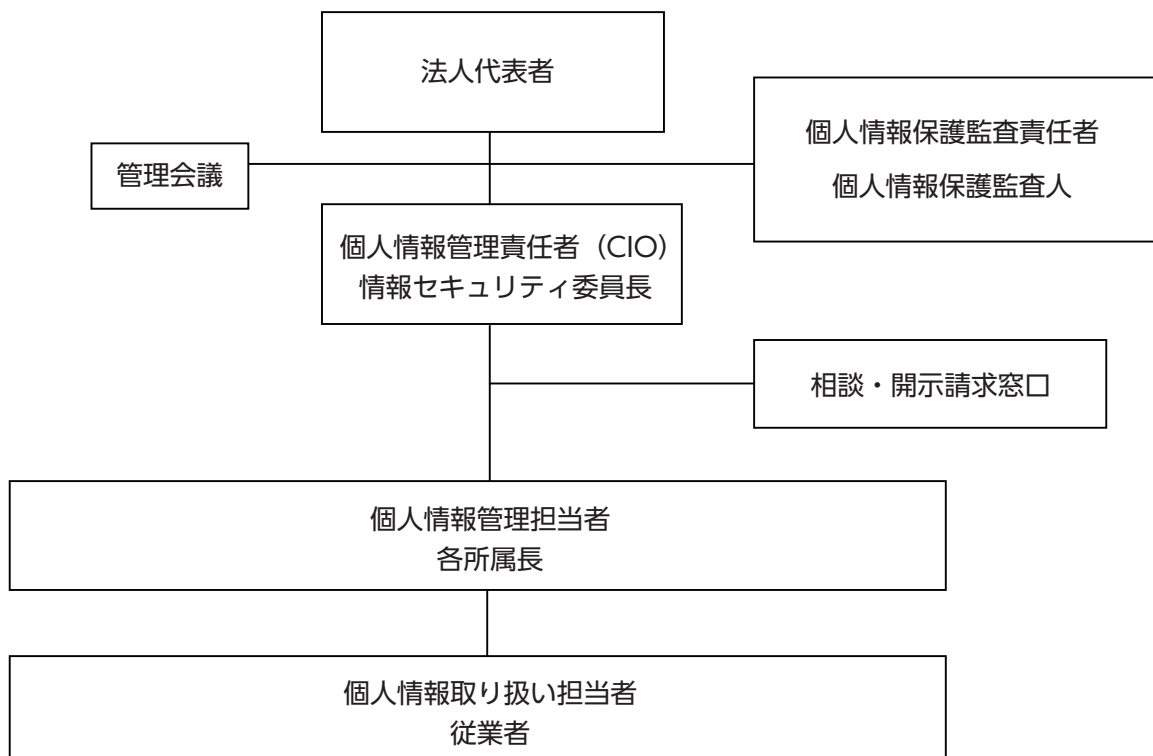 法人代表者
個人情報保護監査責任者
個人情報保護監査人
管理会議
個人情報管理責任者（CIO）
情報セキュリティ委員長
相談・開示請求窓口
個人情報管理担当者
各所属長
個人情報取り扱い担当者
従業者